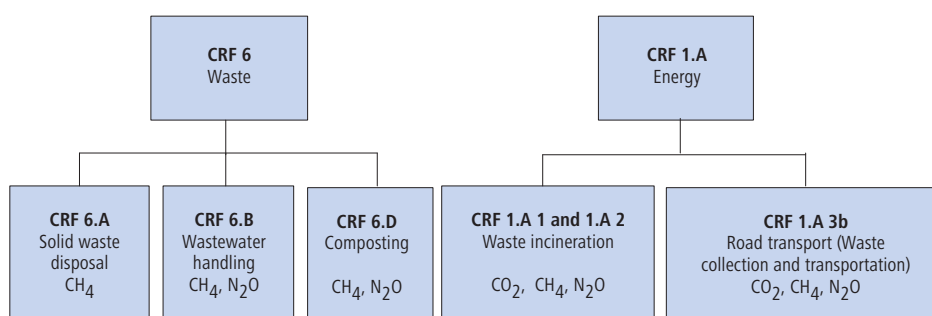 CRF 6
Waste
CRF 1.A
Energy
CRF 6.A
Solid waste
disposal
CH₄
CRF 6.B
Wastewater
handling
CH₄, N₂O
CRF 6.D
Composting
CH₄, N₂O
CRF 1.A 1 and 1.A 2
Waste incineration
CO₂, CH₄, N₂O
CRF 1.A 3b
Road transport (Waste
collection and transportation)
CO₂, CH₄, N₂O